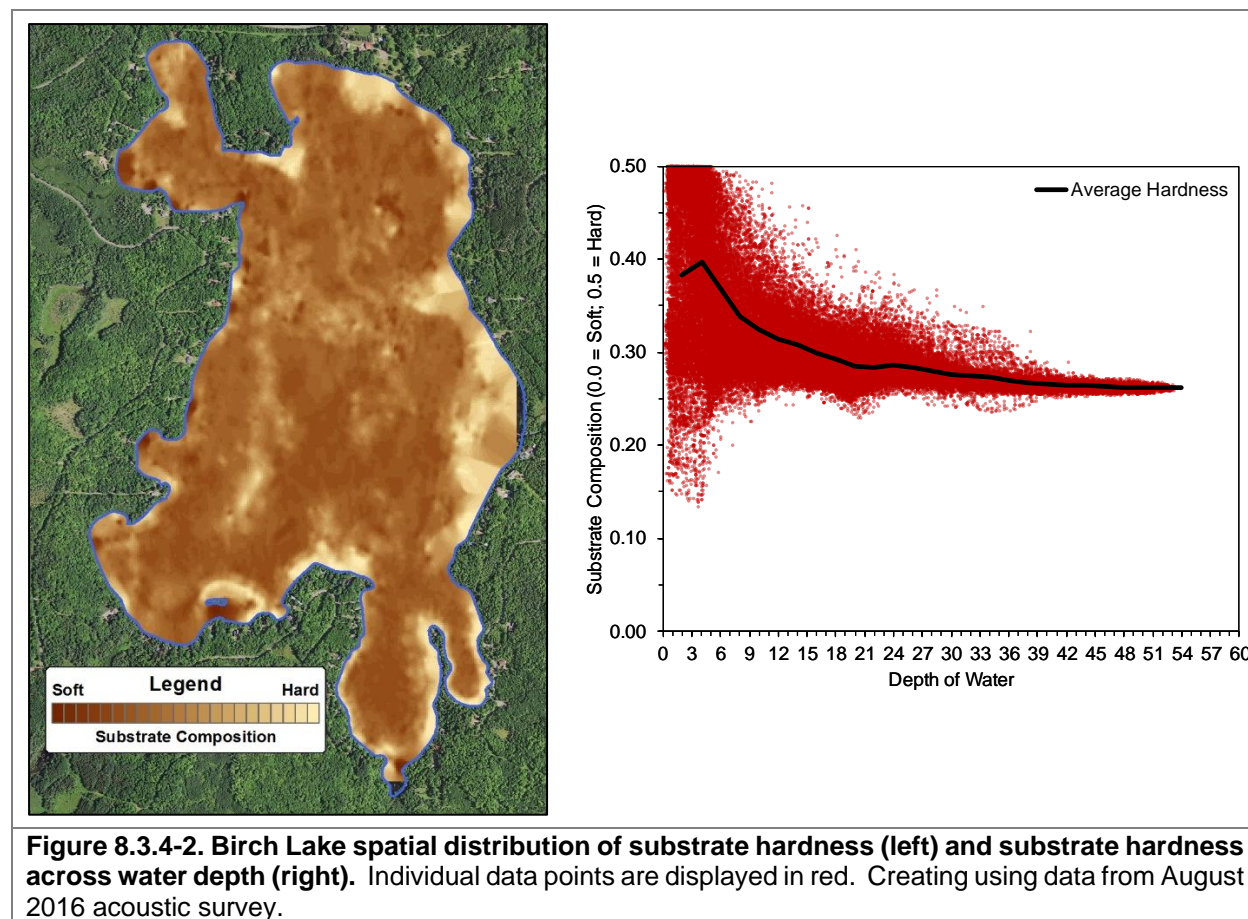 Soft Legend Hard
Substrate Composition
Substrate Composition (0.0 = Soft; 0.5 = Hard)
0.50
0.40
0.30
0.20
0.10
0.00
Average Hardness
0 3 6 9 12 15 18 21 24 27 30 33 36 39 42 45 48 51 54 57 60
Depth of Water
Figure 8.3.4-2. Birch Lake spatial distribution of substrate hardness (left) and substrate hardness
across water depth (right). Individual data points are displayed in red. Creating using data from August
2016 acoustic survey.